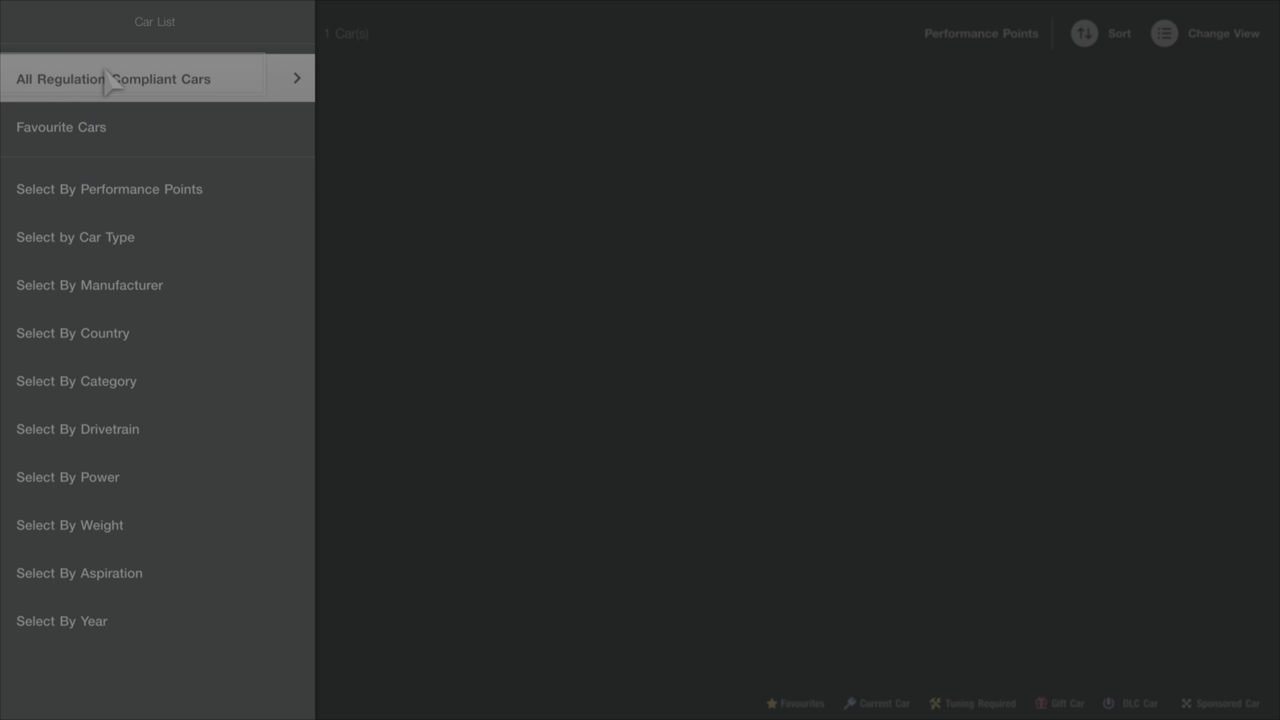 Car List
1 Car(s)
Performance Points
Sort
Change View
All Regulation Compliant Cars
Favourite Cars
Select By Performance Points
Select by Car Type
Select By Manufacturer
Select By Country
Select By Category
Select By Drivetrain
Select By Power
Select By Weight
Select By Aspiration
Select By Year
Favourites
Current Car
Tuning Required
Gift Car
DLC Car
Sponsored Car